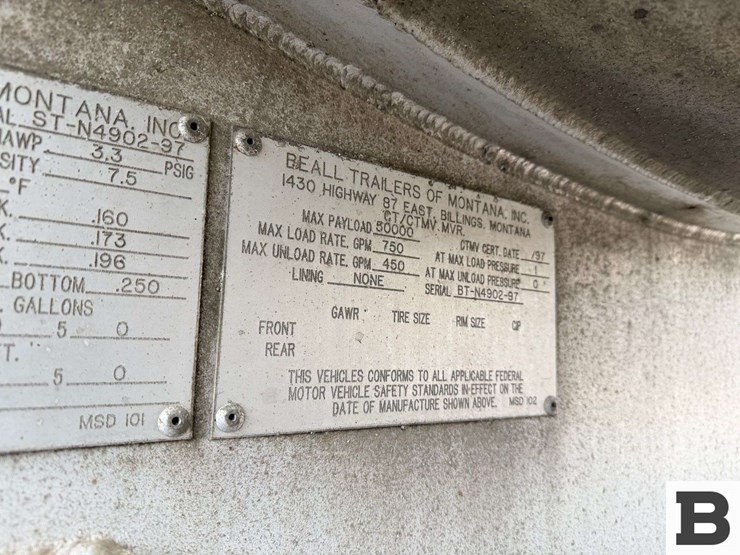 MONTANA, INC.
AL ST-N4902-97
MAWP 3.3 PSIG
SITY 7.5
°F
K. .160
K. .173
K. .196
BOTTOM .250
GALLONS
5 0
T.
5 0
MSD 101
BEALL TRAILERS OF MONTANA, INC.
1430 HIGHWAY 87 EAST, BILLINGS, MONTANA
CT/CTMV MVR.
MAX PAYLOAD 50000 CTMV CERT. DATE /97
MAX LOAD RATE, GPM 750 AT MAX LOAD PRESSURE 1
MAX UNLOAD RATE, GPM 450 AT MAX UNLOAD PRESSURE 0
LINING NONE SERIAL BT-N4902-97
GAWR TIRE SIZE RIM SIZE CIP
FRONT
REAR
THIS VEHICLES CONFORMS TO ALL APPLICABLE FEDERAL
MOTOR VEHICLE SAFETY STANDARDS IN-EFFECT ON THE
DATE OF MANUFACTURE SHOWN ABOVE. MSD 102
B